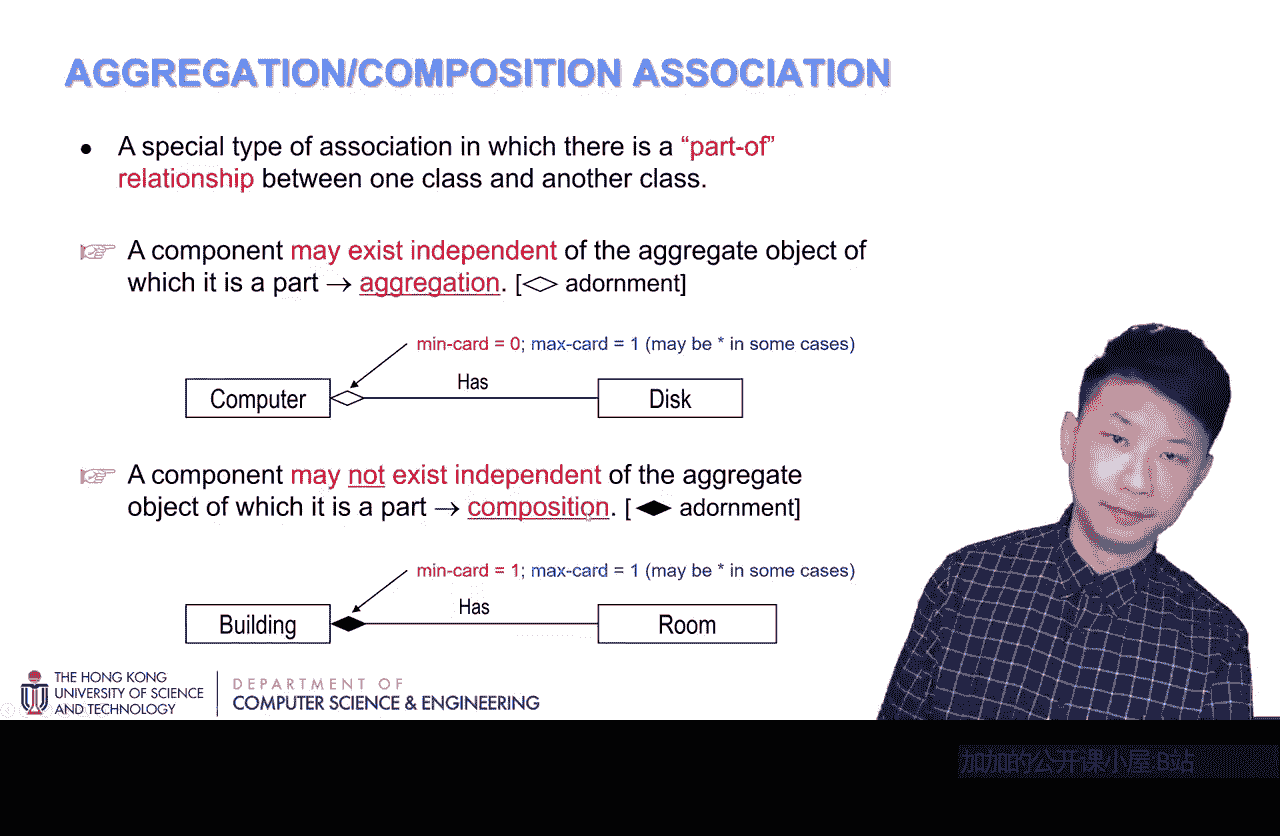 AGGREGATION/COMPOSITION ASSOCIATION
● A special type of association in which there is a “part-of”
relationship between one class and another class.
☞ A component may exist independent of the aggregate object of
which it is a part → aggregation. [◇ adornment]
min-card = 0; max-card = 1 (may be * in some cases)
Computer
Has
Disk
☞ A component may not exist independent of the aggregate
object of which it is a part → composition. [◆ adornment]
min-card = 1; max-card = 1 (may be * in some cases)
Building
Has
Room
THE HONG KONG
UNIVERSITY OF SCIENCE
AND TECHNOLOGY
DEPARTMENT OF
COMPUTER SCIENCE & ENGINEERING
加加的公开课小屋:B站